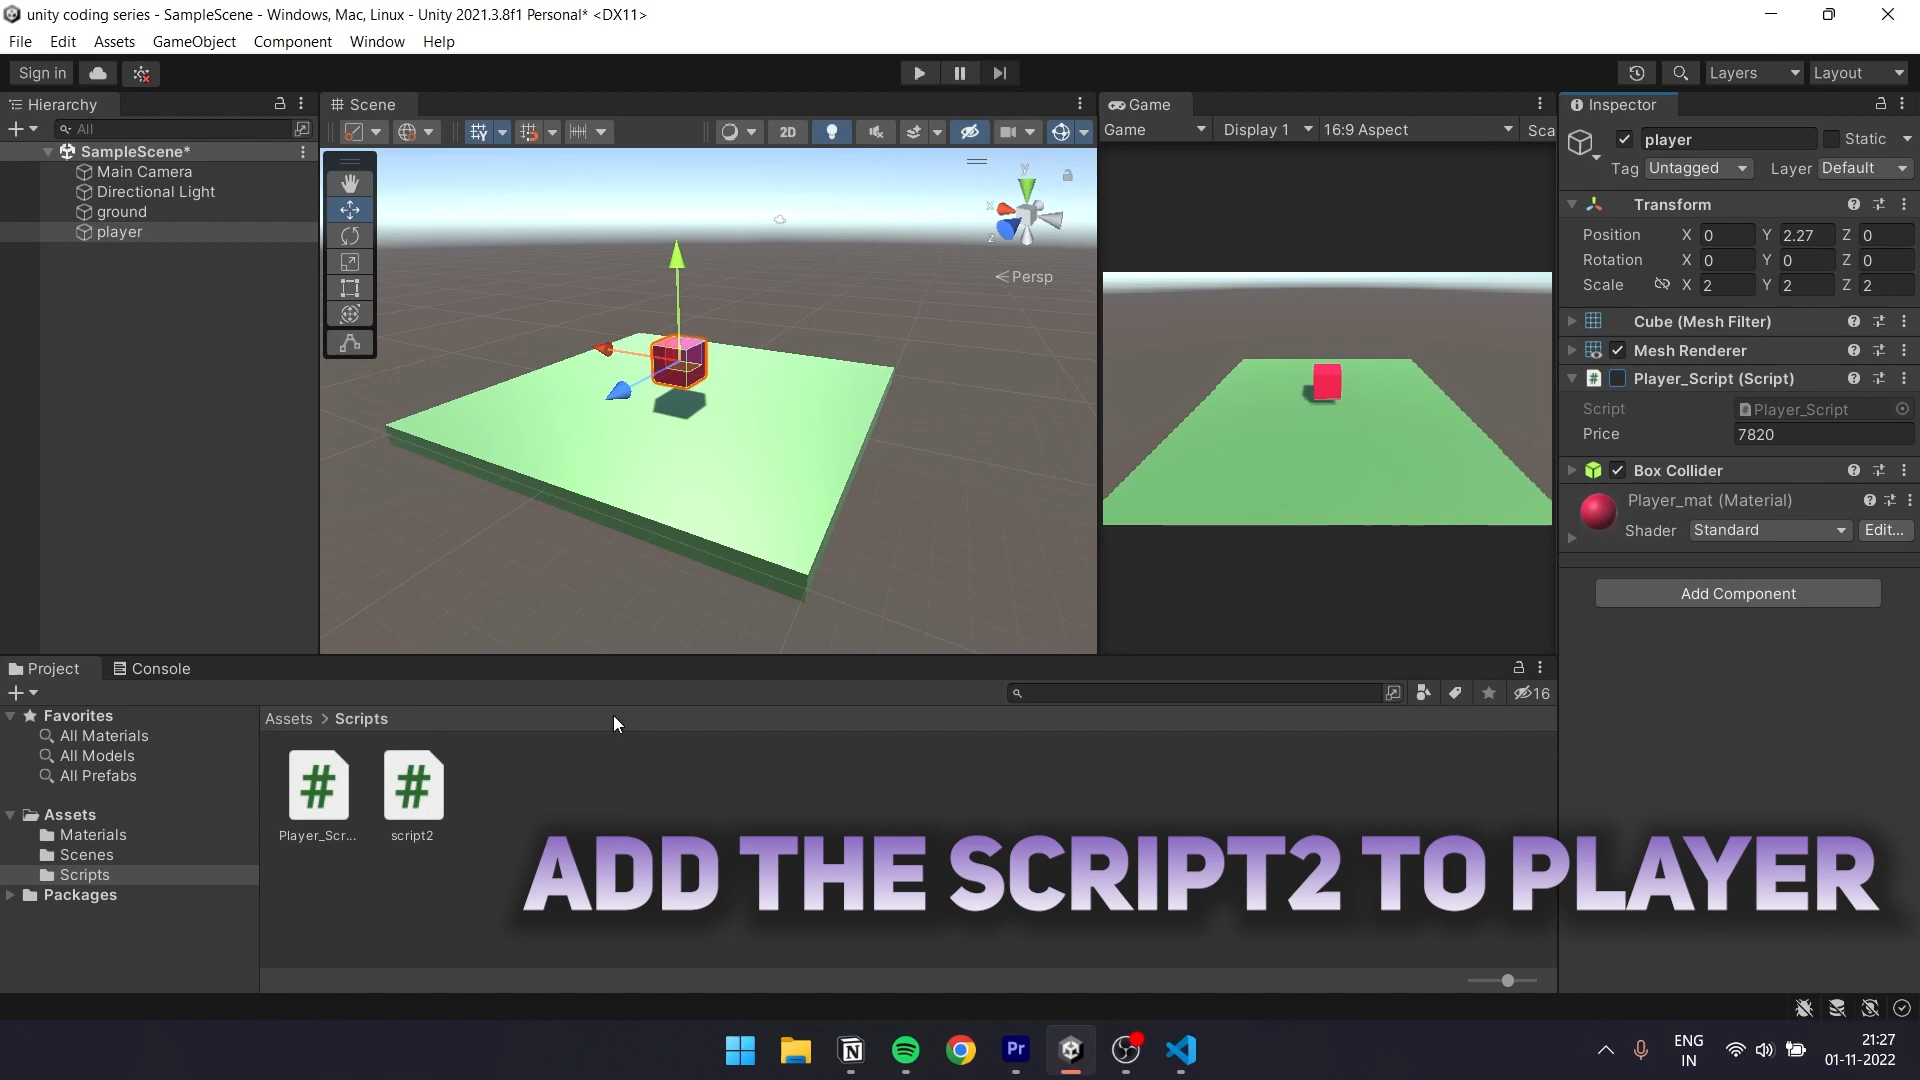 unity coding series - SampleScene - Windows, Mac, Linux - Unity 2021.3.8f1 Personal* <DX11>
File Edit Assets GameObject Component Window Help
Sign in
Layers
Layout
Hierarchy
All
SampleScene*
Main Camera
Directional Light
ground
player
Scene
2D
y
x
z
Persp
Game
Game
Display 1
16:9 Aspect
Sca
Inspector
player
Static
Tag Untagged
Layer Default
Transform
Position X 0 Y 2.27 Z 0
Rotation X 0 Y 0 Z 0
Scale X 2 Y 2 Z 2
Cube (Mesh Filter)
Mesh Renderer
# Player_Script (Script)
Script Player_Script
Price 7820
Box Collider
Player_mat (Material)
Shader Standard Edit...
Add Component
Project
Console
16
Favorites
All Materials
All Models
All Prefabs
Assets
Materials
Scenes
Scripts
Packages
Assets > Scripts
# #
Player_Scr... script2
ADD THE SCRIPT2 TO PLAYER
N
Pr
ENG
IN
21:27
01-11-2022